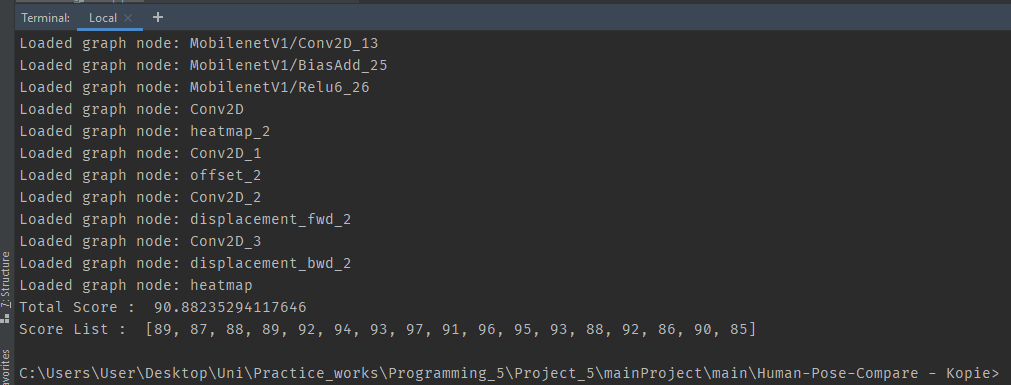 Terminal: Local × +
Loaded graph node: MobilenetV1/Conv2D_13
Loaded graph node: MobilenetV1/BiasAdd_25
Loaded graph node: MobilenetV1/Relu6_26
Loaded graph node: Conv2D
Loaded graph node: heatmap_2
Loaded graph node: Conv2D_1
Loaded graph node: offset_2
Loaded graph node: Conv2D_2
Loaded graph node: displacement_fwd_2
Loaded graph node: Conv2D_3
Loaded graph node: displacement_bwd_2
Loaded graph node: heatmap
Total Score :  90.88235294117646
Score List :  [89, 87, 88, 89, 92, 94, 93, 97, 91, 96, 95, 93, 88, 92, 86, 90, 85]
C:\Users\User\Desktop\Uni\Practice_works\Programming_5\Project_5\mainProject\main\Human-Pose-Compare - Kopie>
7: Structure
avorites